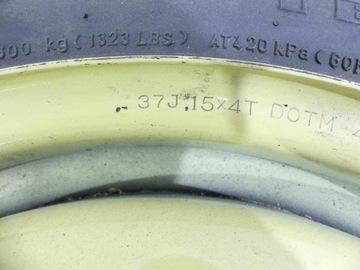 600 kg (1323 LBS.) AT 420 kPa (60
37J 15×4T DOTM